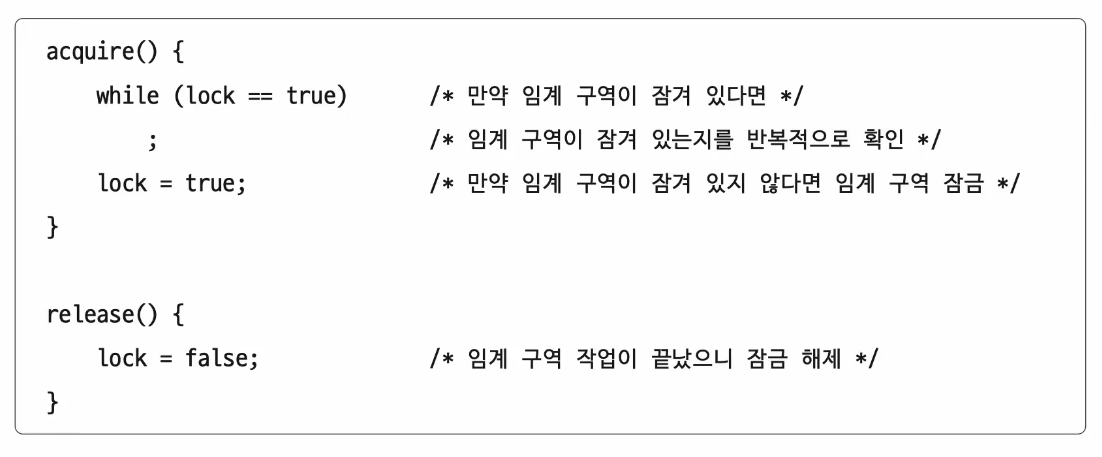 acquire() {
    while (lock == true)        /* 만약 임계 구역이 잠겨 있다면 */
        ;                       /* 임계 구역이 잠겨 있는지를 반복적으로 확인 */
    lock = true;                /* 만약 임계 구역이 잠겨 있지 않다면 임계 구역 잠금 */
}

release() {
    lock = false;               /* 임계 구역 작업이 끝났으니 잠금 해제 */
}